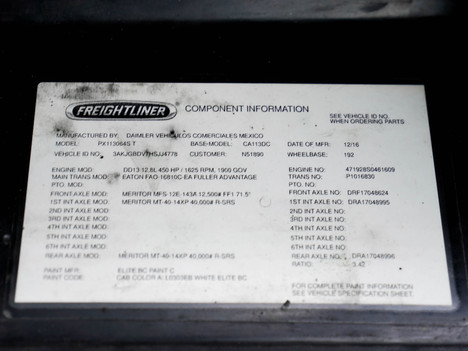 FREIGHTLINER
COMPONENT INFORMATION
SEE VEHICLE ID NO.
WHEN ORDERING PARTS
MANUFACTURED BY: DAIMLER VEHICULOS COMERCIALES MEXICO
MODEL: PX113064S T BASE MODEL: CA113DC DATE OF MFR: 12/16
VEHICLE ID NO. CUSTOMER: N51890 WHEELBASE: 192
ENGINE MOD: DD13 12.8L 450 HP / 1625 RPM, 1900 GOV ENGINE NO: 471928S0461609
MAIN TRANS MOD: EATON FAO-16810C-EA FULLER ADVANTAGE TRANS NO: P1016830
PTO. MOD:
FRONT AXLE MOD: MERITOR MFS 12E 143A 12,500# FF1 71.5" FRONT AXLE NO: DRF17048624
1ST INT AXLE MOD: MERITOR MT-40-14XP 40,000# R-SRS 1ST INT AXLE NO: DRA17048995
2ND INT AXLE MOD: 2ND INT AXLE NO:
3RD INT AXLE MOD: 3RD INT AXLE NO:
4TH INT AXLE MOD: 4TH INT AXLE NO:
5TH INT AXLE MOD: 5TH INT AXLE NO:
6TH INT AXLE MOD: 6TH INT AXLE NO:
REAR AXLE MOD: MERITOR MT-40-14XP 40,000# R-SRS REAR AXLE NO: DRA17048996
RATIO: 3.42
PAINT MFR: ELITE BC PAINT C
PAINT CODE: CAB COLOR A: WHITE ELITE BC
FOR COMPLETE PAINT INFORMATION
SEE VEHICLE SPECIFICATION SHEET.